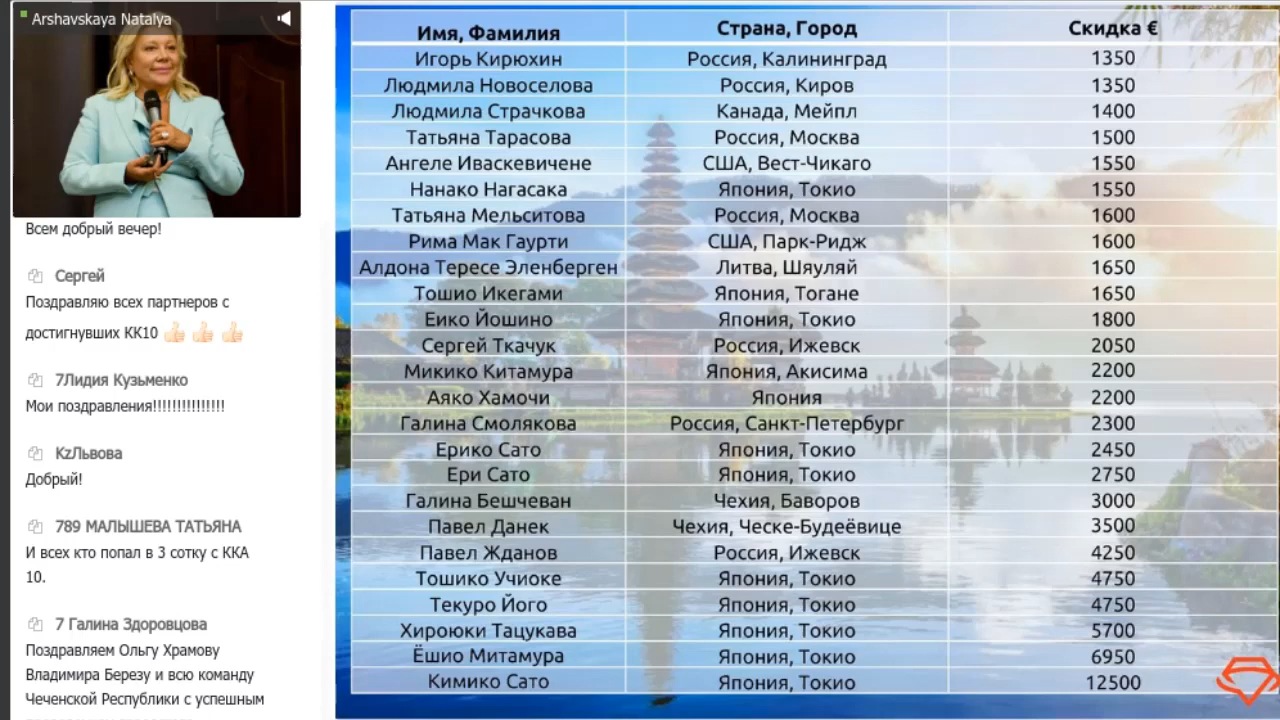 Arshavskaya Natalya
Всем добрый вечер!
Сергей
Поздравляю всех партнеров с
достигнувших КК10 👍🏻 👍🏻 👍🏻
7Лидия Кузьменко
Мои поздравления!!!!!!!!!!!!!!!
KzЛьвова
Добрый!
789 МАЛЫШЕВА ТАТЬЯНА
И всех кто попал в 3 сотку с ККА
10.
7 Галина Здоровцова
Поздравляем Ольгу Храмову
Владимира Березу и всю команду
Чеченской Республики с успешным
Имя, Фамилия Страна, Город Скидка €
Игорь Кирюхин Россия, Калининград 1350
Людмила Новоселова Россия, Киров 1350
Людмила Страчкова Канада, Мейпл 1400
Татьяна Тарасова Россия, Москва 1500
Ангеле Иваскевичене США, Вест-Чикаго 1550
Нанако Нагасака Япония, Токио 1550
Татьяна Мельситова Россия, Москва 1600
Рима Мак Гаурти США, Парк-Ридж 1600
Алдона Тересе Эленберген Литва, Шяуляй 1650
Тошио Икегами Япония, Тогане 1650
Еико Йошино Япония, Токио 1800
Сергей Ткачук Россия, Ижевск 2050
Микико Китамура Япония, Акисима 2200
Аяко Хамочи Япония 2200
Галина Смолякова Россия, Санкт-Петербург 2300
Ерико Сато Япония, Токио 2450
Ери Сато Япония, Токио 2750
Галина Бешчеван Чехия, Баворов 3000
Павел Данек Чехия, Ческе-Будеёвице 3500
Павел Жданов Россия, Ижевск 4250
Тошико Учиоке Япония, Токио 4750
Текуро Його Япония, Токио 4750
Хироюки Тацукава Япония, Токио 5700
Ёшио Митамура Япония, Токио 6950
Кимико Сато Япония, Токио 12500